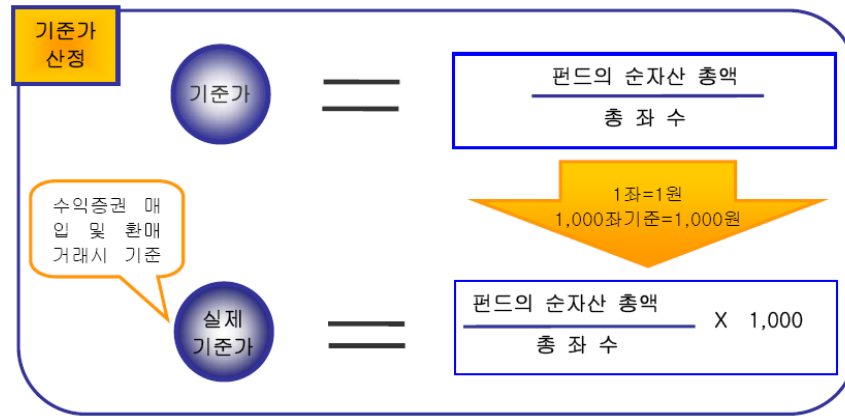 기준가
산정
기준가
펀드의 순자산 총액
총 좌 수
1좌=1원
1,000좌기준=1,000원
수익증권 매
입 및 환매
거래시 기준
실제
기준가
펀드의 순자산 총액
총 좌 수
X 1,000